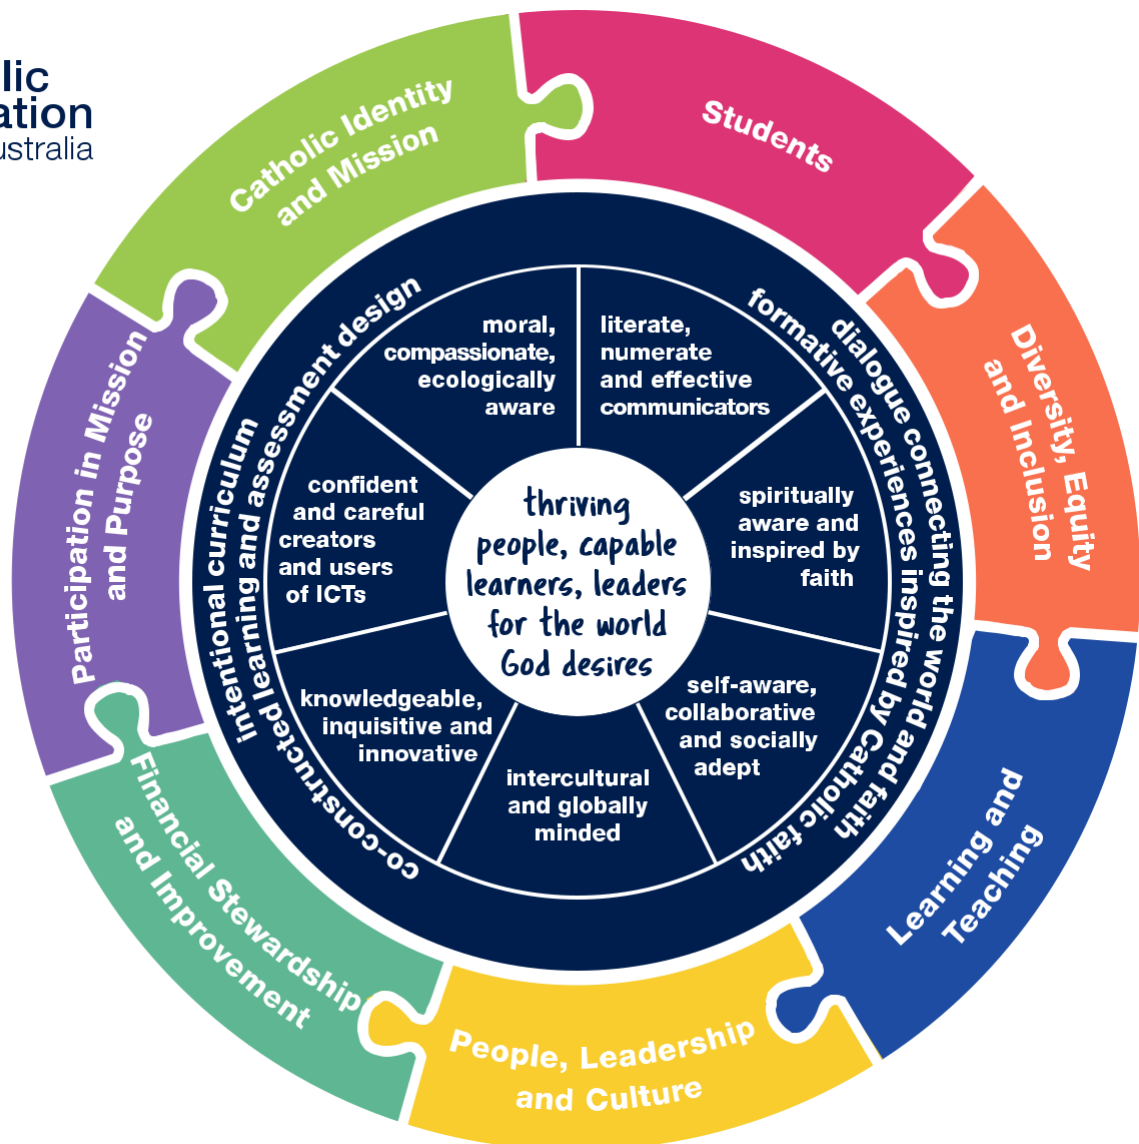 lic
ation
ustralia
Catholic Identity
and Mission
Students
Diversity, Equity
and Inclusion
Learning and
Teaching
People, Leadership
and Culture
Financial Stewardship
and Improvement
Participation in Mission
and Purpose
intentional curriculum
co-constructed learning and assessment design
dialogue connecting the world and faith
formative experiences inspired by Catholic faith
moral,
compassionate,
ecologically
aware
literate,
numerate
and effective
communicators
spiritually
aware and
inspired by
faith
self-aware,
collaborative
and socially
adept
intercultural
and globally
minded
knowledgeable,
inquisitive and
innovative
confident
and careful
creators
and users
of ICTs
thriving
people, capable
learners, leaders
for the world
God desires